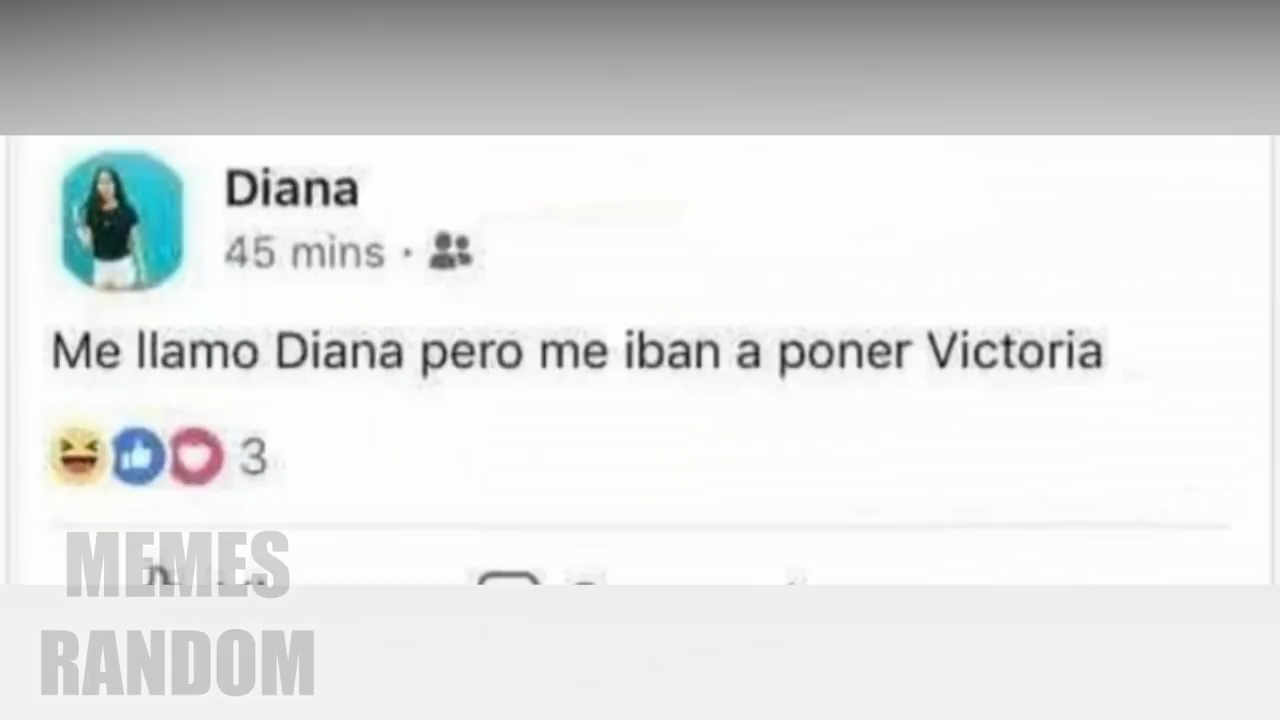 Diana
45 mins ·
Me llamo Diana pero me iban a poner Victoria
3
MEMES
RANDOM